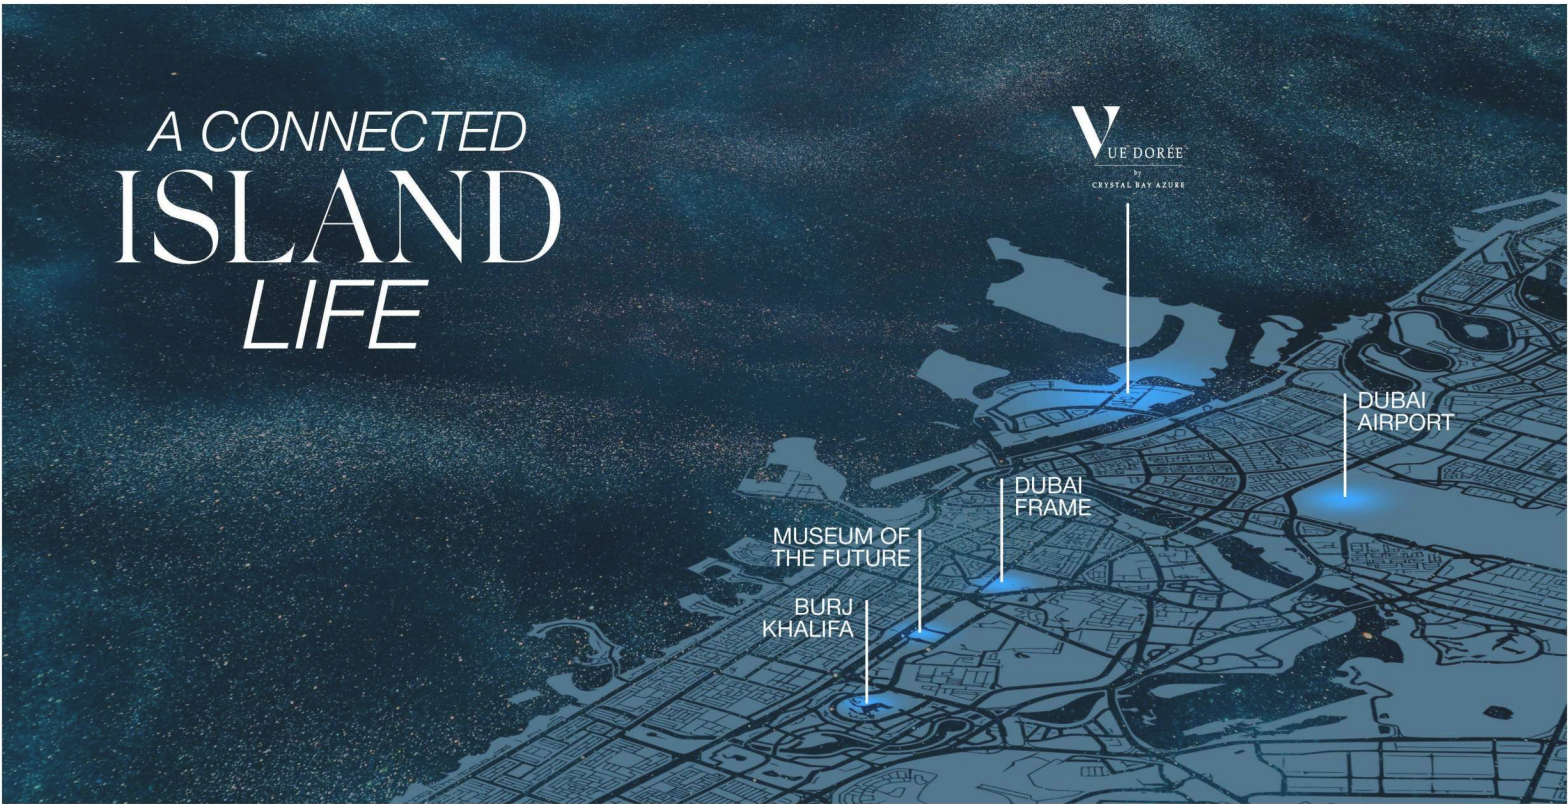 A CONNECTED
ISLAND
LIFE
VUE DORÉE
by
CRYSTAL BAY AZURE
DUBAI
AIRPORT
DUBAI
FRAME
MUSEUM OF
THE FUTURE
BURJ
KHALIFA